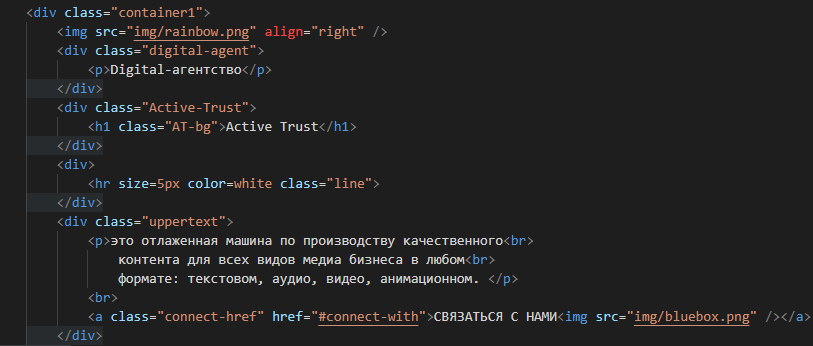 <div class="container1">
<img src="img/rainbow.png" align="right" />
<div class="digital-agent">
<p>Digital-агентство</p>
</div>
<div class="Active-Trust">
<h1 class="AT-bg">Active Trust</h1>
</div>
<div>
<hr size=5px color=white class="line">
</div>
<div class="uppertext">
<p>это отлаженная машина по производству качественного<br>
контента для всех видов медиа бизнеса в любом<br>
формате: текстовом, аудио, видео, анимационном. </p>
<br>
<a class="connect-href" href="#connect-with">СВЯЗАТЬСЯ С НАМИ<img src="img/bluebox.png" /></a>
</div>